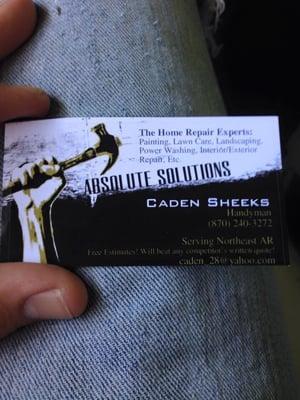 The Home Repair Experts:
Painting, Lawn Care, Landscaping,
Power Washing, Interior/Exterior
Repair, Etc.
ABSOLUTE SOLUTIONS
CADEN SHEEKS
Handyman
(870) 240-3272
Serving Northeast AR
Free Estimates! Will beat any competitor's written quote!
caden_28@yahoo.com